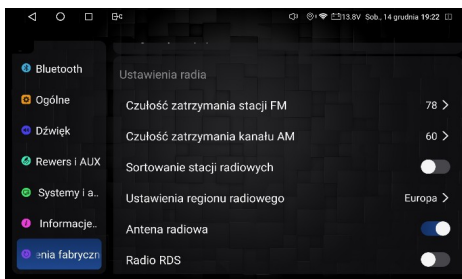 13.8V Sob., 14 grudnia 19:22
Bluetooth
Ustawienia radia
Ogólne
Czułość zatrzymania stacji FM 78
Dźwięk
Czułość zatrzymania kanału AM 60
Rewers i AUX
Sortowanie stacji radiowych
Systemy i a..
Ustawienia regionu radiowego Europa
Informacje..
Antena radiowa
enia fabryczn
Radio RDS